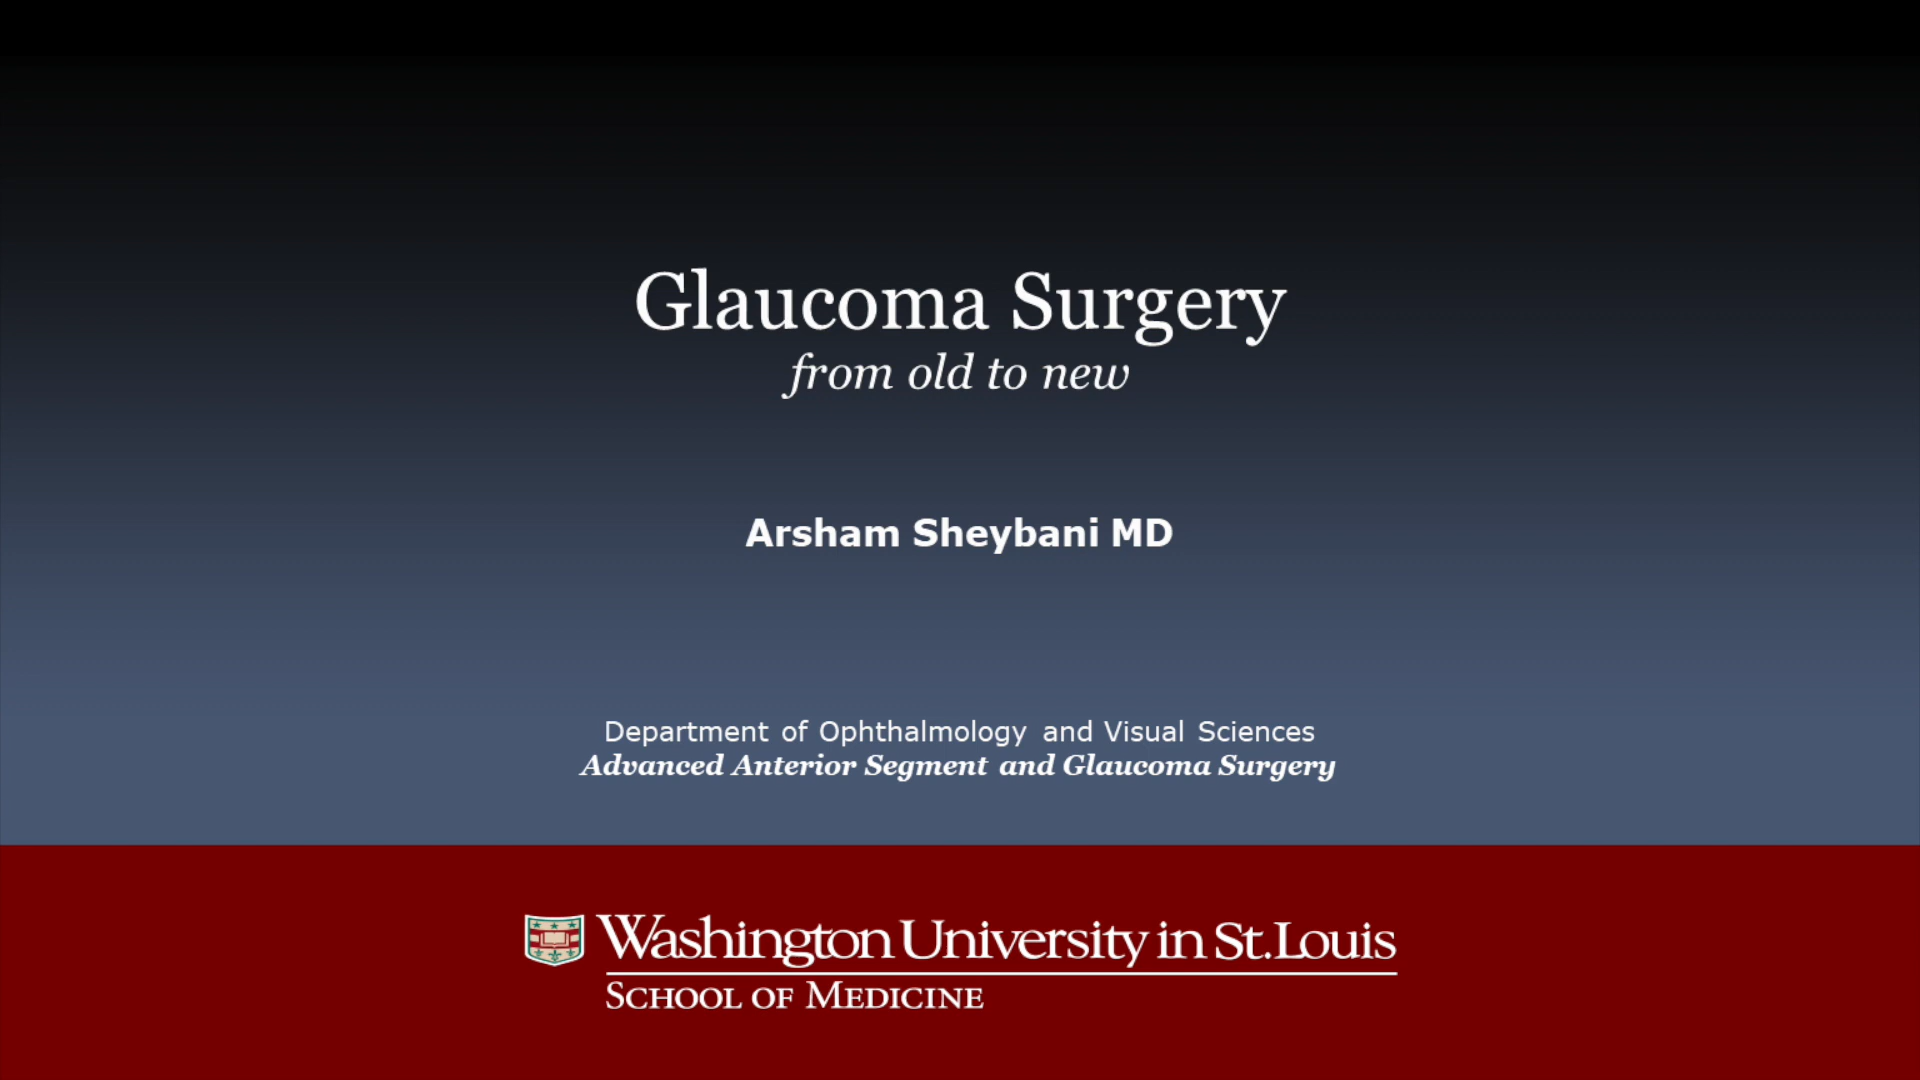 Glaucoma Surgery
from old to new
Arsham Sheybani MD
Department of Ophthalmology and Visual Sciences
Advanced Anterior Segment and Glaucoma Surgery
Washington University in St. Louis
School of Medicine